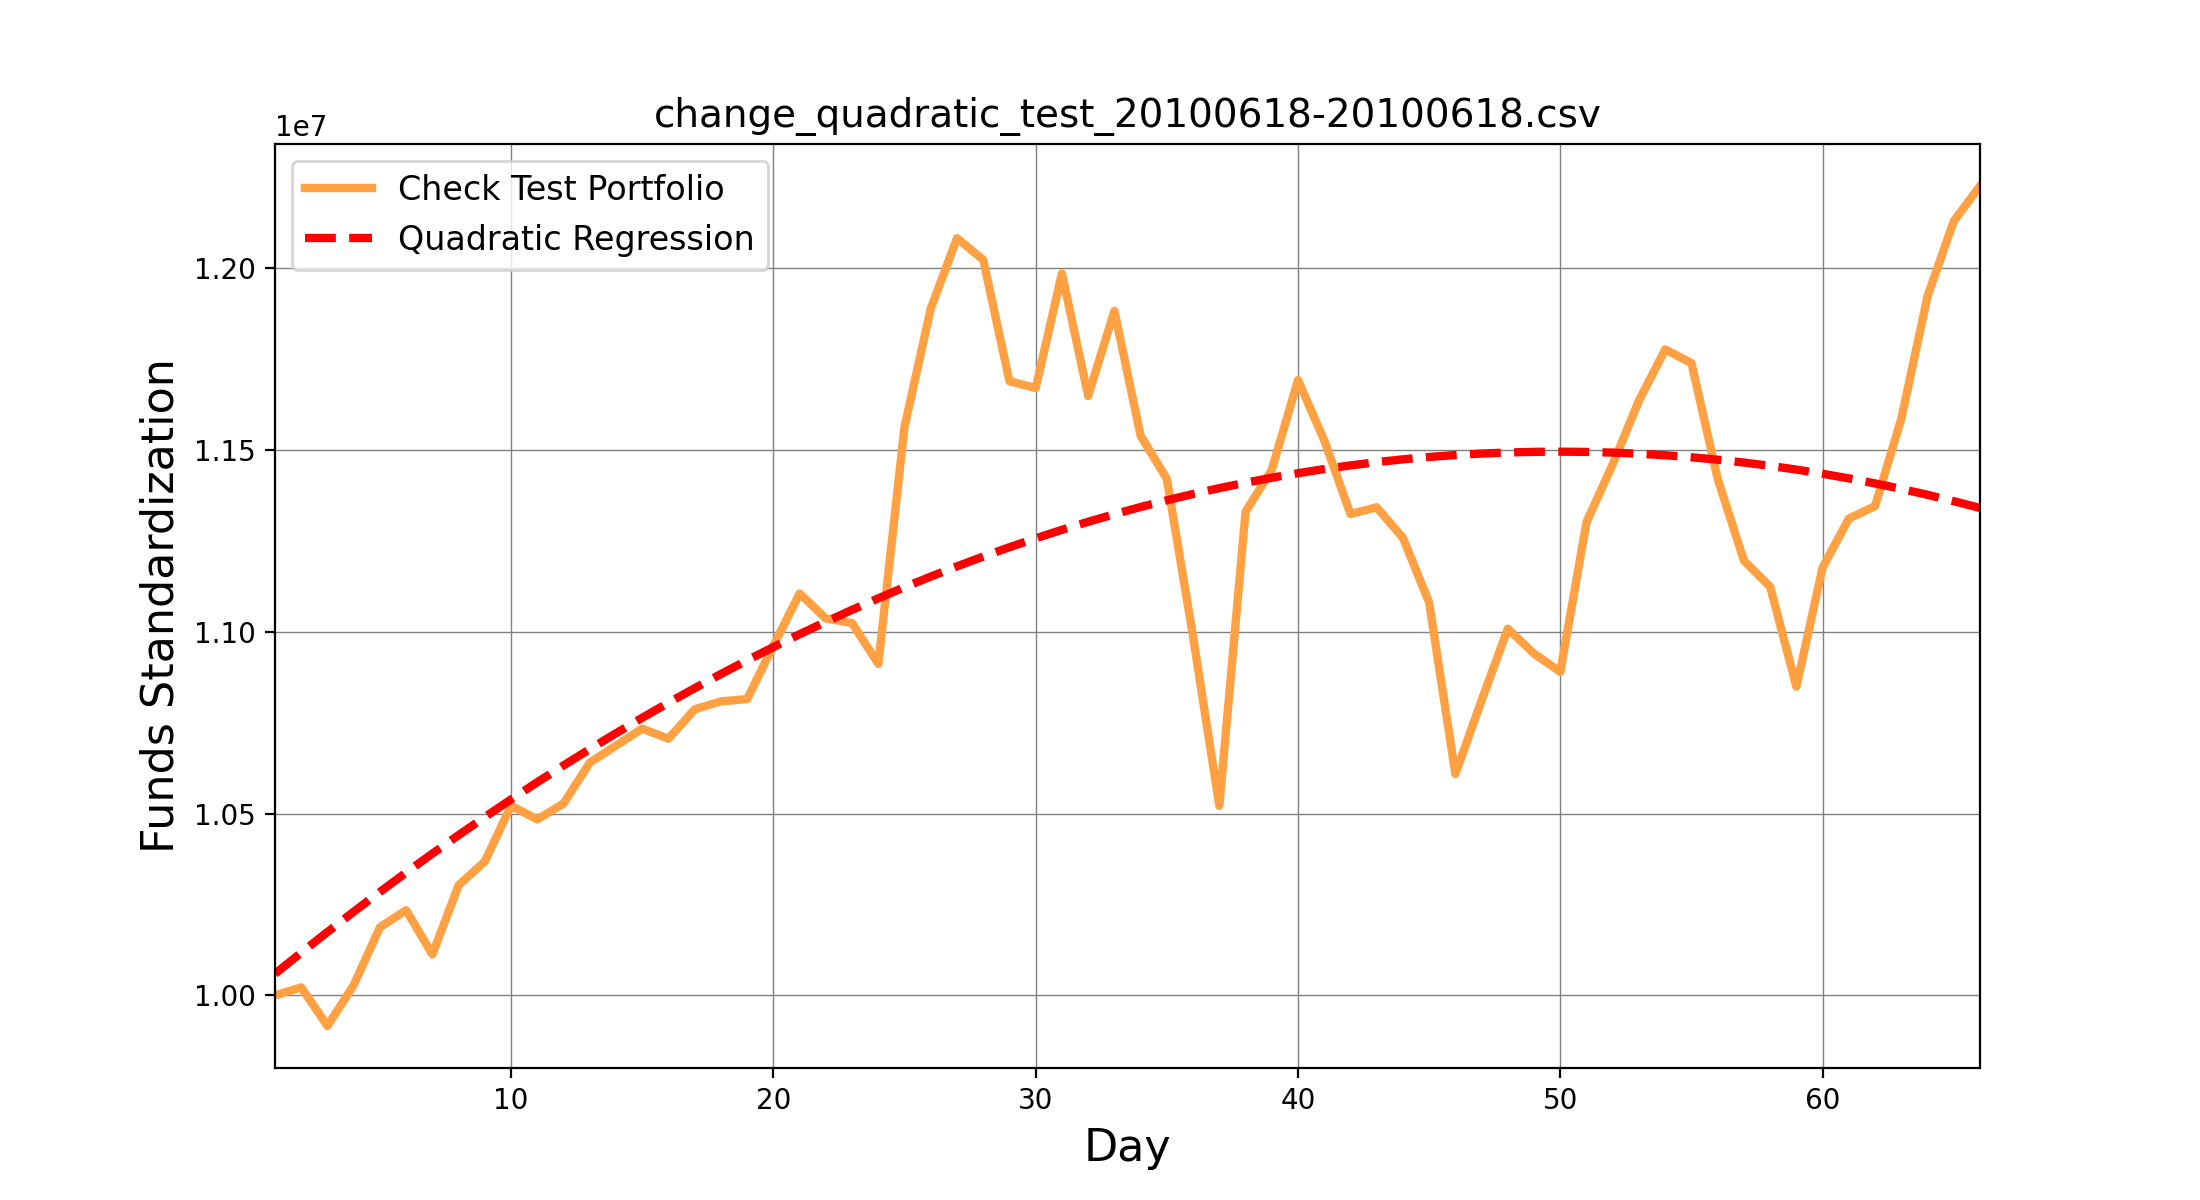 change_quadratic_test_20100618-20100618.csv
1e7
Check Test Portfolio
Quadratic Regression
1.20
1.15
1.10
1.05
1.00
Funds Standardization
10 20 30 40 50 60
Day